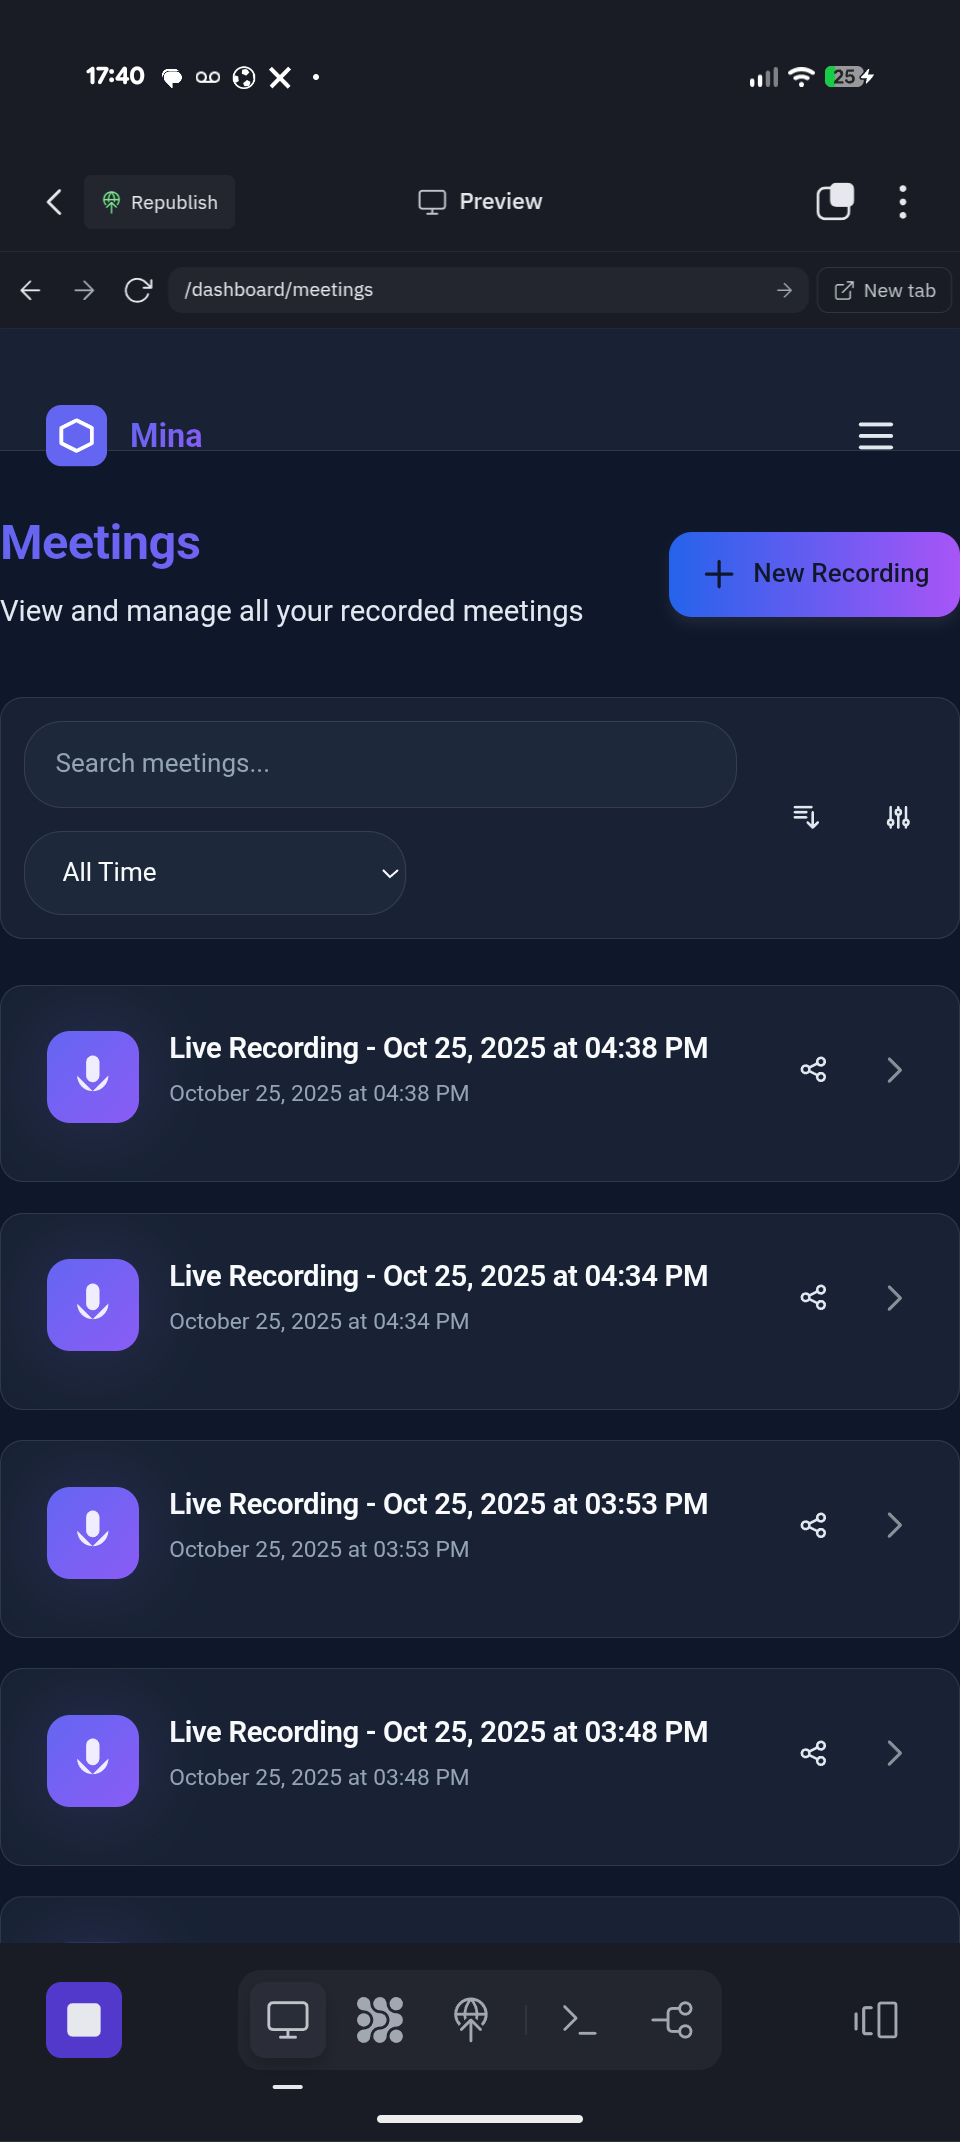 17:40
25
Republish
Preview
/dashboard/meetings
New tab
Mina
Meetings
New Recording
View and manage all your recorded meetings
Search meetings...
All Time
Live Recording - Oct 25, 2025 at 04:38 PM
October 25, 2025 at 04:38 PM
Live Recording - Oct 25, 2025 at 04:34 PM
October 25, 2025 at 04:34 PM
Live Recording - Oct 25, 2025 at 03:53 PM
October 25, 2025 at 03:53 PM
Live Recording - Oct 25, 2025 at 03:48 PM
October 25, 2025 at 03:48 PM